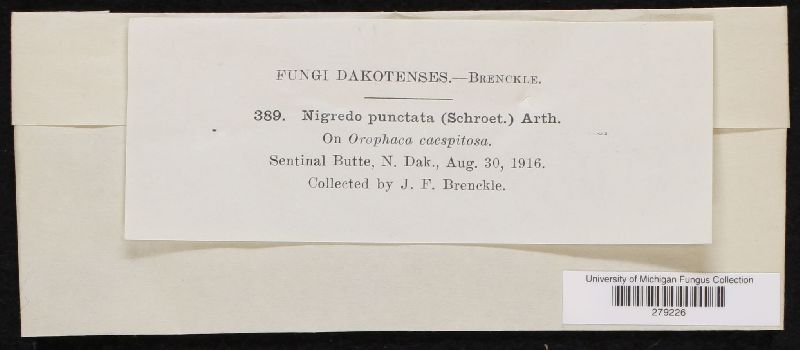 FUNGI DAKOTENSES.—BRENCKLE.
389. Nigredo punctata (Schroet.) Arth.
On Orophaca caespitosa.
Sentinal Butte, N. Dak., Aug. 30, 1916.
Collected by J. F. Brenckle.
University of Michigan Fungus Collection
279226